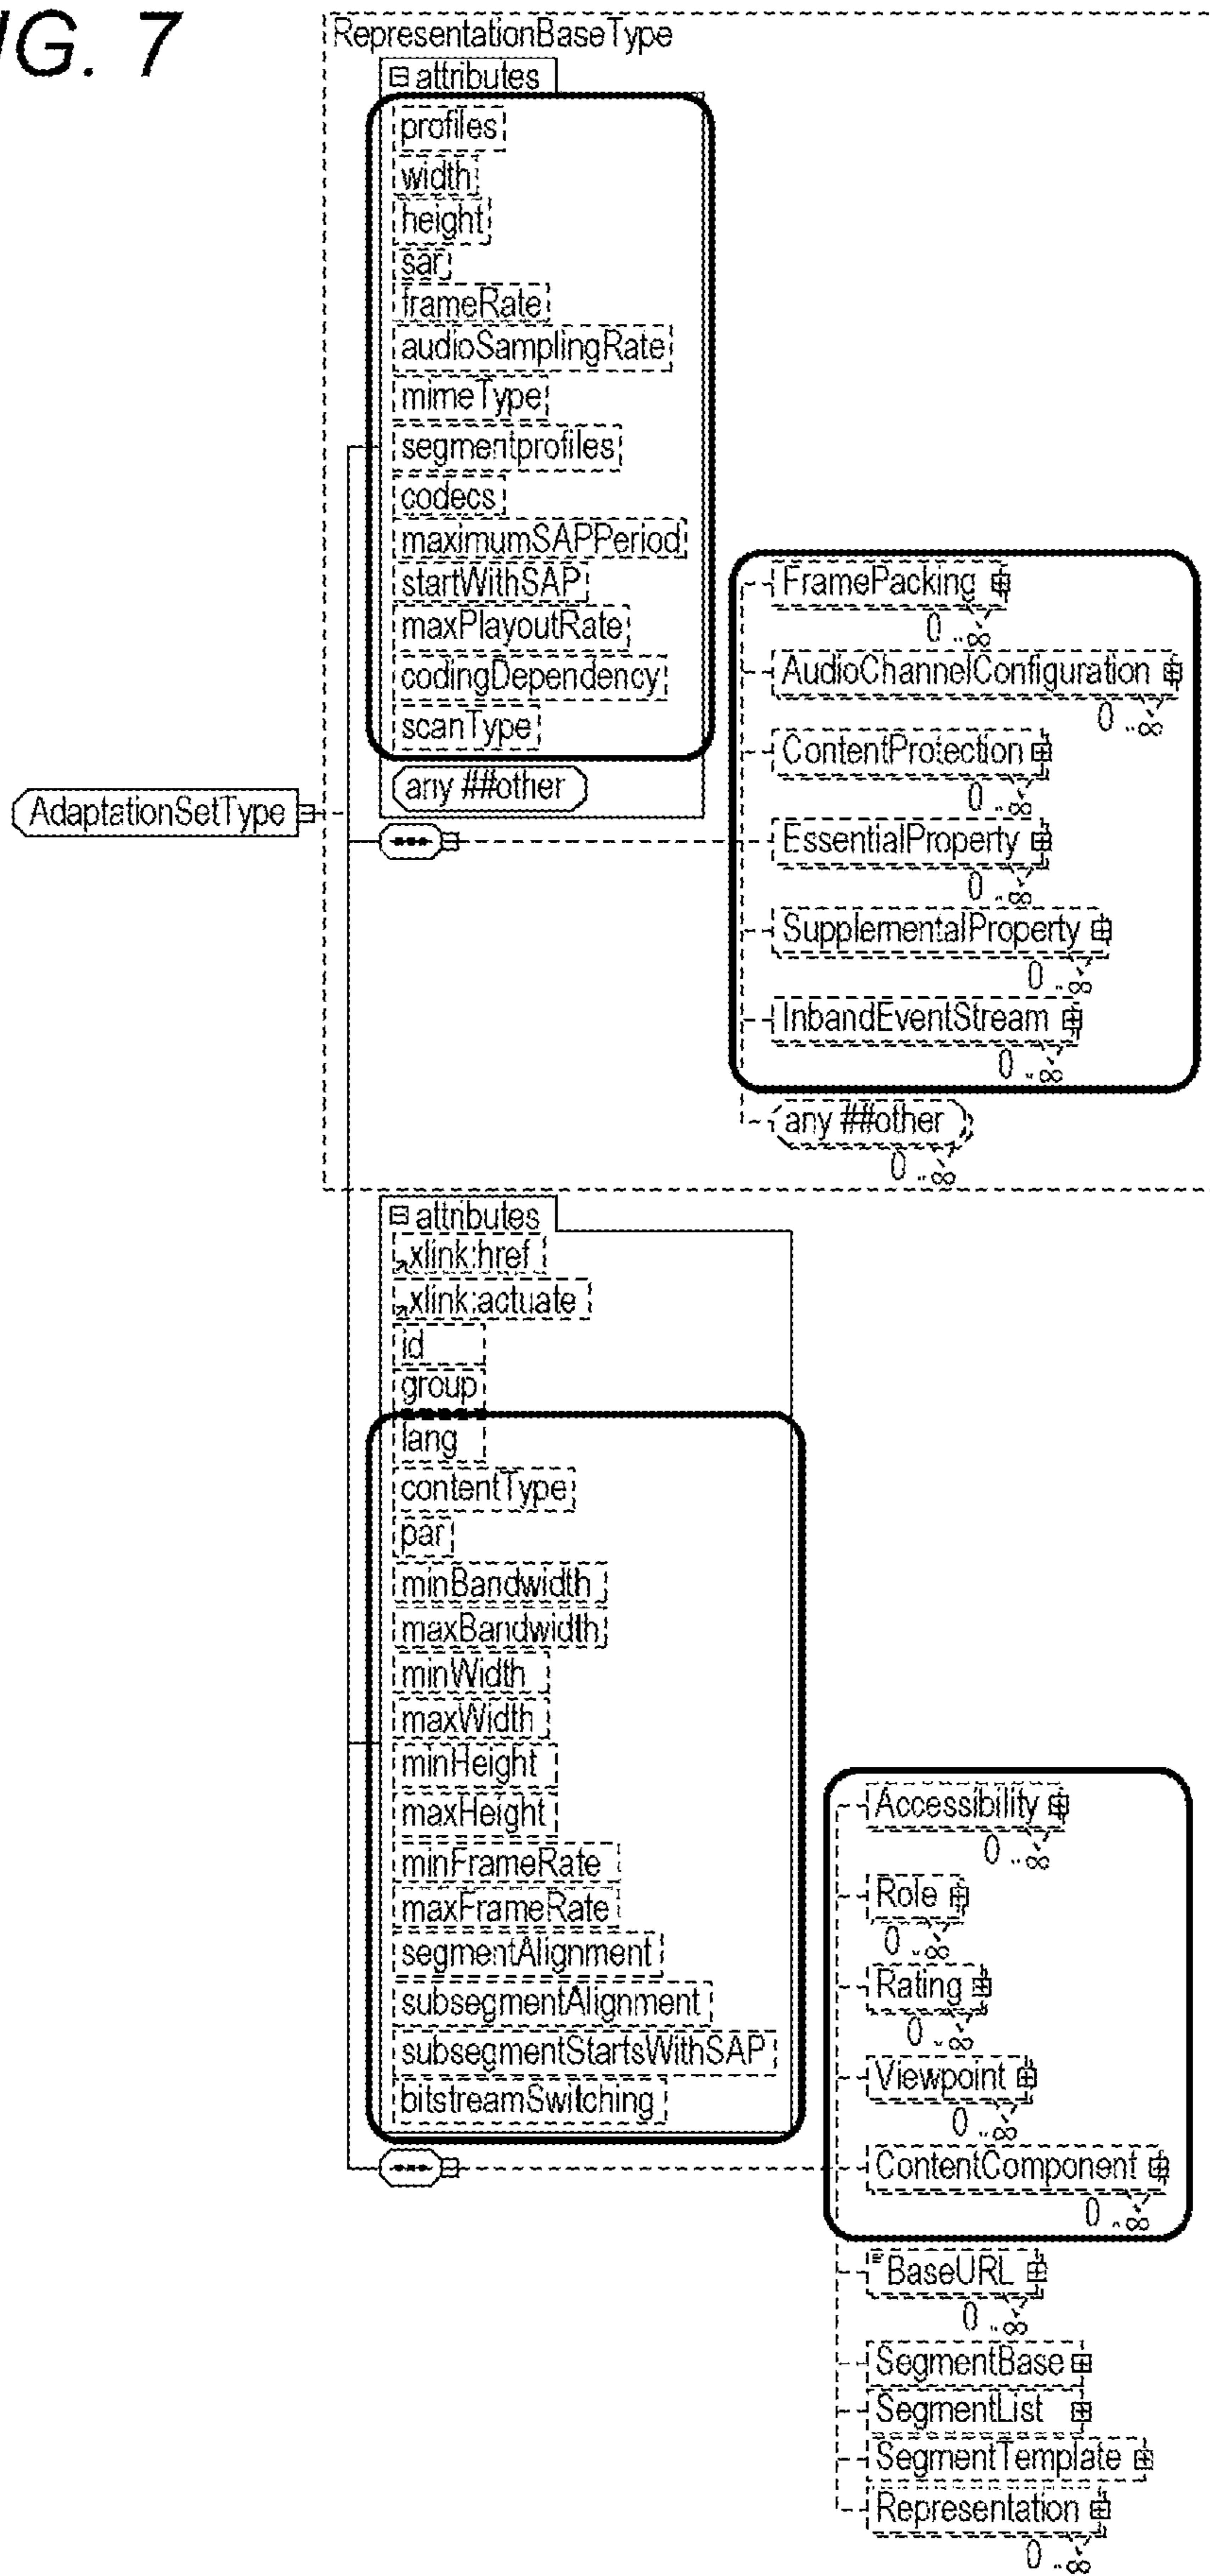 IG. 7
RepresentationBaseType
attributes
profiles
width
height
sar
frameRate
audioSamplingRate
mimeType
segmentprofiles
codecs
maximumSAPPeriod
startWithSAP
maxPlayoutRate
codingDependency
scanType
any ##other
AdaptationSetType
FramePacking
0..∞
AudioChannelConfiguration
0..∞
ContentProtection
0..∞
EssentialProperty
0..∞
SupplementalProperty
0..∞
InbandEventStream
0..∞
any ##other
0..∞
attributes
xlink:href
xlink:actuate
id
group
lang
contentType
par
minBandwidth
maxBandwidth
minWidth
maxWidth
minHeight
maxHeight
minFrameRate
maxFrameRate
segmentAlignment
subsegmentAlignment
subsegmentStartsWithSAP
bitstreamSwitching
Accessibility
0..∞
Role
0..∞
Rating
0..∞
Viewpoint
0..∞
ContentComponent
0..∞
BaseURL
0..∞
SegmentBase
SegmentList
SegmentTemplate
Representation
0..∞